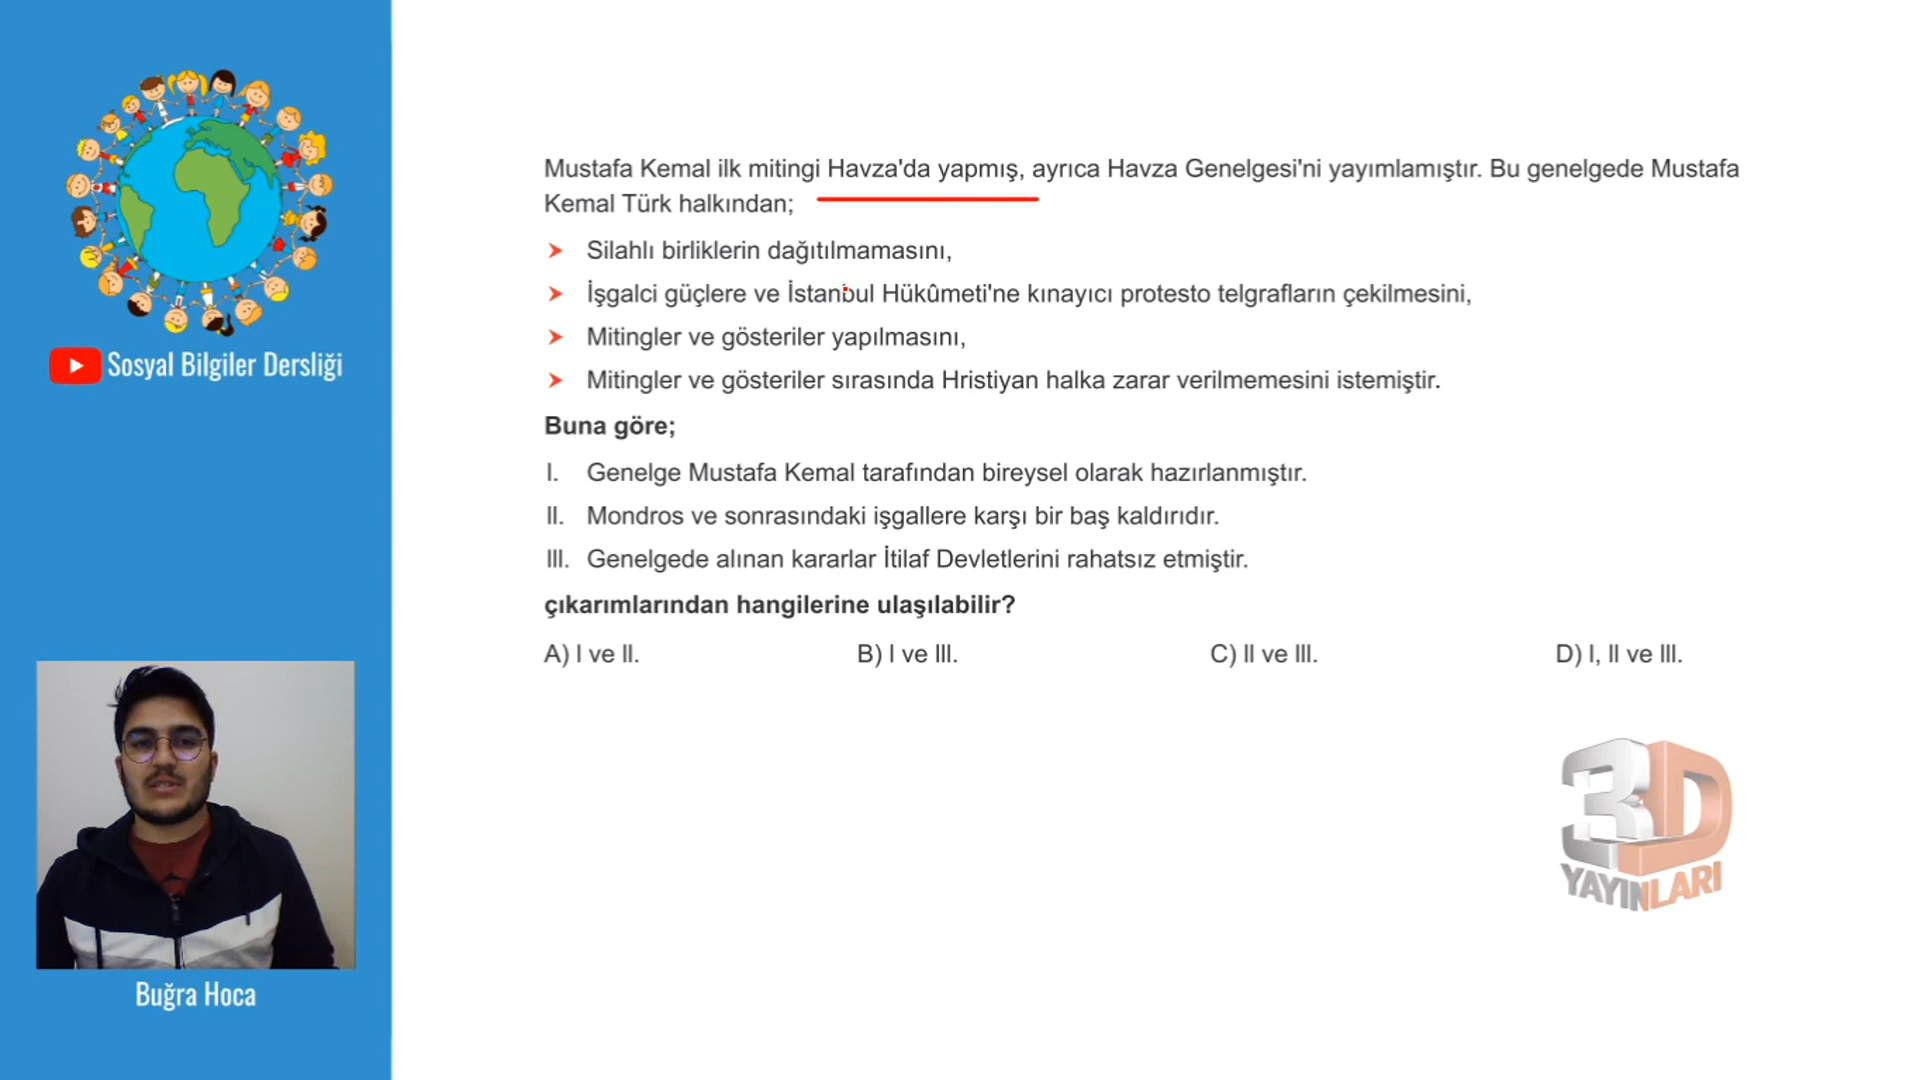 Sosyal Bilgiler Dersliği
Mustafa Kemal ilk mitingi Havza'da yapmış, ayrıca Havza Genelgesi'ni yayımlamıştır. Bu genelgede Mustafa
Kemal Türk halkından;
➤ Silahlı birliklerin dağıtılmamasını,
➤ İşgalci güçlere ve İstanbul Hükûmeti'ne kınayıcı protesto telgrafların çekilmesini,
➤ Mitingler ve gösteriler yapılmasını,
➤ Mitingler ve gösteriler sırasında Hristiyan halka zarar verilmemesini istemiştir.
Buna göre;
I. Genelge Mustafa Kemal tarafından bireysel olarak hazırlanmıştır.
II. Mondros ve sonrasındaki işgallere karşı bir baş kaldırıdır.
III. Genelgede alınan kararlar İtilaf Devletlerini rahatsız etmiştir.
çıkarımlarından hangilerine ulaşılabilir?
A) I ve II. B) I ve III. C) II ve III. D) I, II ve III.
3D
YAYINLARI
Buğra Hoca